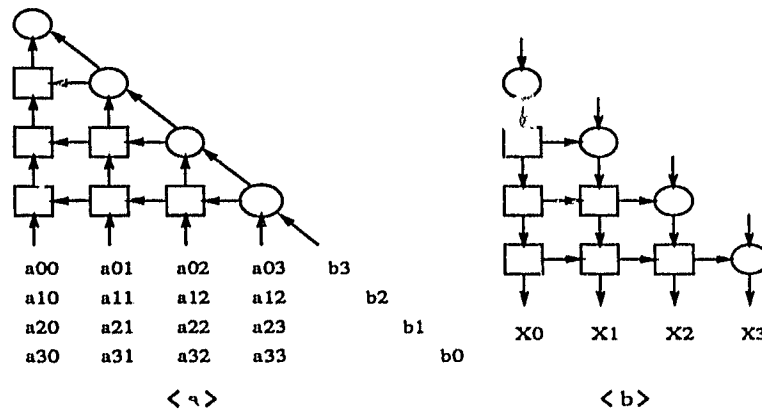 a00 a01 a02 a03 b3
a10 a11 a12 a12 b2
a20 a21 a22 a23 b1
a30 a31 a32 a33 b0
X0 X1 X2 X3
< a > < b >